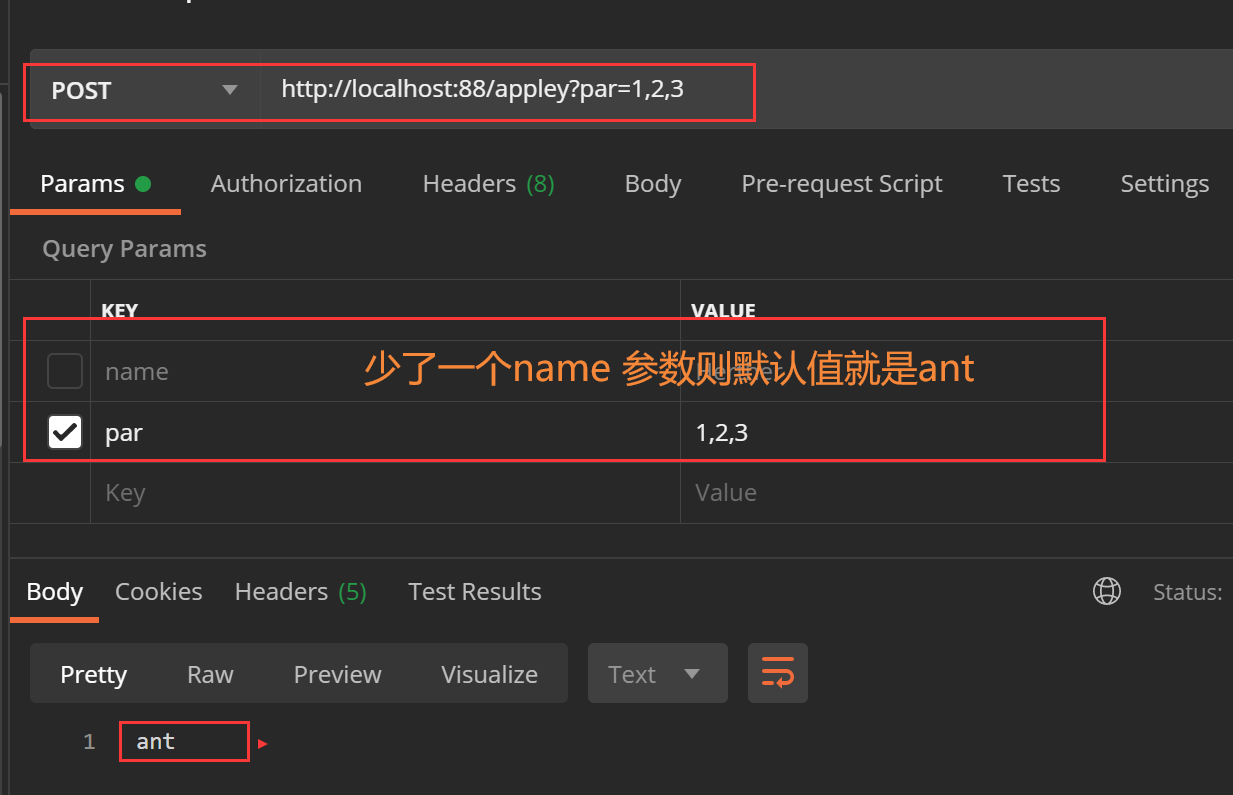 POST http://localhost:88/appley?par=1,2,3
Params Authorization Headers (8) Body Pre-request Script Tests Settings
Query Params
KEY VALUE
name 少了一个name 参数则默认值就是ant
par 1,2,3
Key Value
Body Cookies Headers (5) Test Results Status:
Pretty Raw Preview Visualize Text
1 ant